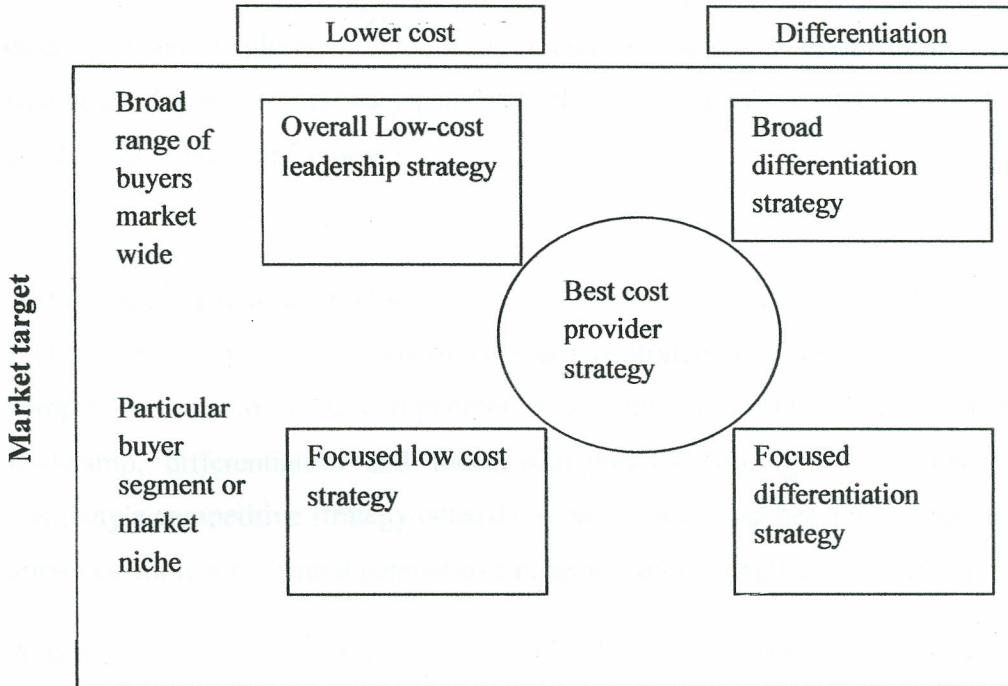 Lower cost
Differentiation
Market target
Broad
range of
buyers
market
wide
Overall Low-cost
leadership strategy
Broad
differentiation
strategy
Best cost
provider
strategy
Particular
buyer
segment or
market
niche
Focused low cost
strategy
Focused
differentiation
strategy